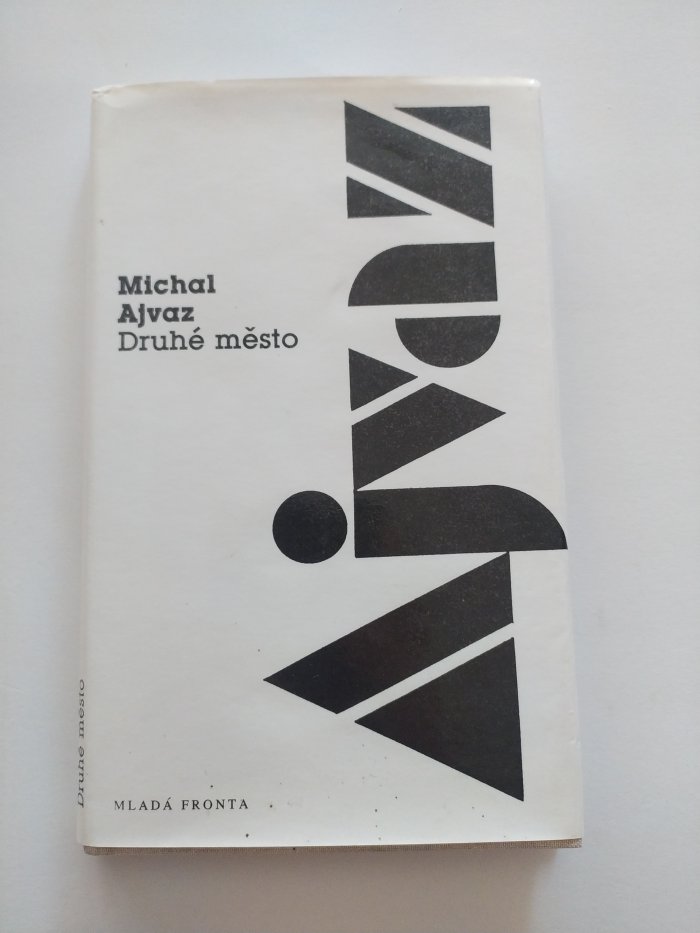 Michal
Ajvaz
Druhé město
Ajvaz
Druhé město
MLADÁ FRONTA